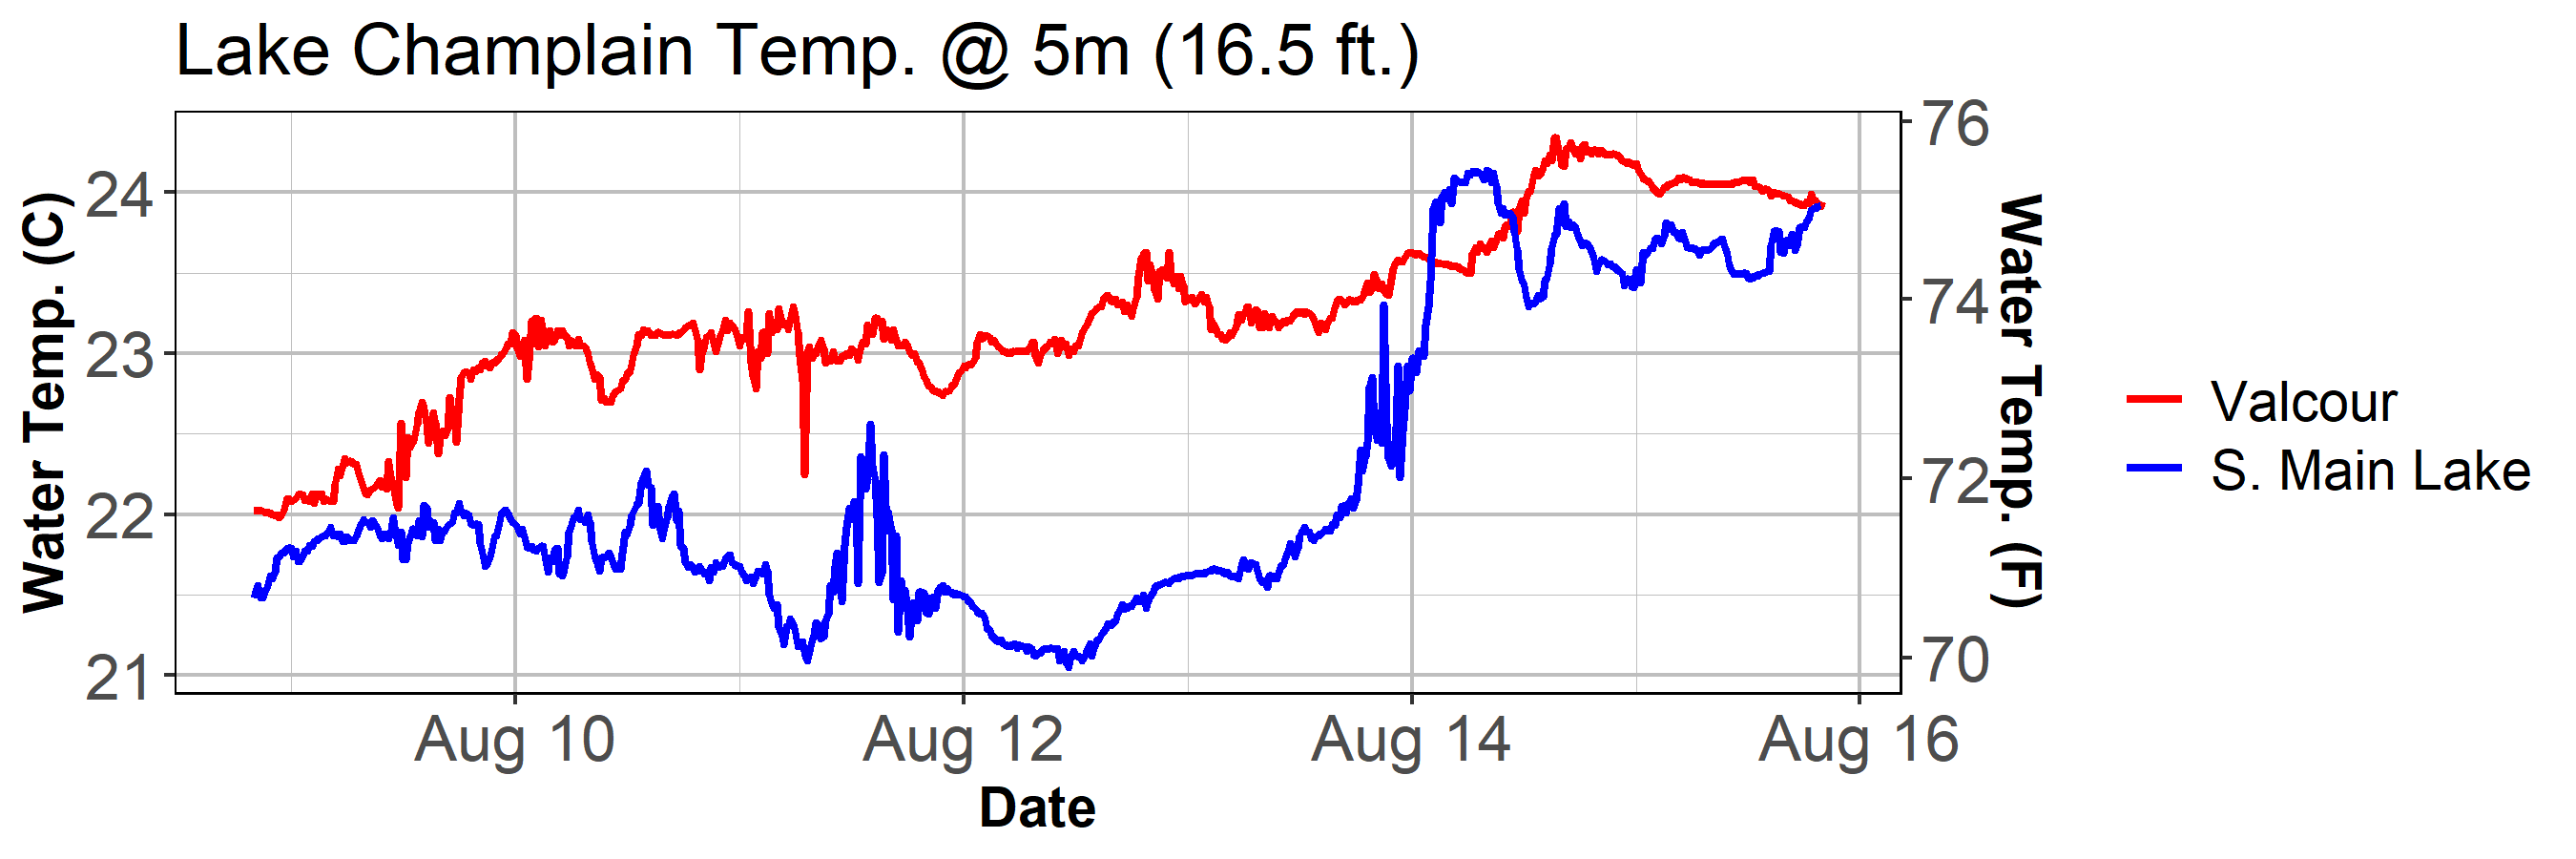 Lake Champlain Temp. @ 5m (16.5 ft.)
Water Temp. (C)
24
23
22
21
76
74
72
70
Water Temp. (F)
Aug 10
Aug 12
Aug 14
Aug 16
Date
Valcour
S. Main Lake